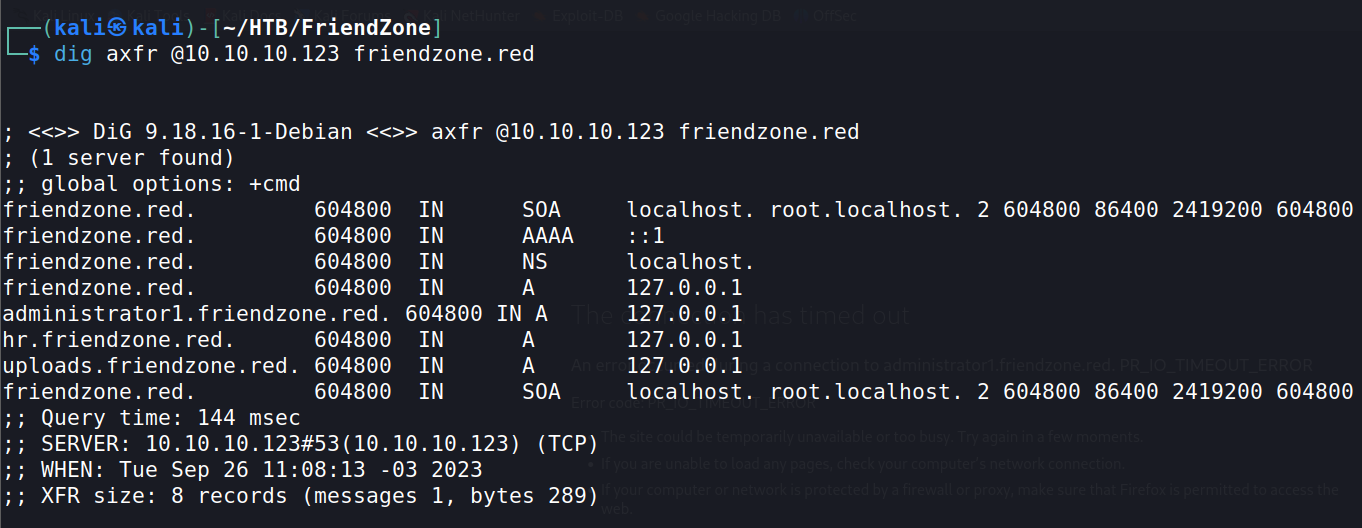 Kali NetHunter Exploit-DB Google Hacking DB OffSec
┌──(kali㉿kali)-[~/HTB/FriendZone]
└─$ dig axfr @10.10.10.123 friendzone.red
; <<>> DiG 9.18.16-1-Debian <<>> axfr @10.10.10.123 friendzone.red
; (1 server found)
;; global options: +cmd
friendzone.red. 604800 IN SOA localhost. root.localhost. 2 604800 86400 2419200 604800
friendzone.red. 604800 IN AAAA ::1
friendzone.red. 604800 IN NS localhost.
friendzone.red. 604800 IN A 127.0.0.1
administrator1.friendzone.red. 604800 IN A 127.0.0.1
The has timed out
hr.friendzone.red. 604800 IN A 127.0.0.1
uploads.friendzone.red. 604800 IN A 127.0.0.1
An a connection to administrator1.friendzone.red. PR_IO_TIMEOUT_ERROR
friendzone.red. 604800 IN SOA localhost. root.localhost. 2 604800 86400 2419200 604800
Error code: PR_IO_TIMEOUT_ERROR
;; Query time: 144 msec
;; SERVER: 10.10.10.123#53(10.10.10.123) (TCP)
The site could be temporarily unavailable or too busy. Try again in a few moments.
;; WHEN: Tue Sep 26 11:08:13 -03 2023
If you are unable to load any pages, check your computer's network connection.
;; XFR size: 8 records (messages 1, bytes 289)
If your computer or network is protected by a firewall or proxy, make sure that Firefox is permitted to access the
web.